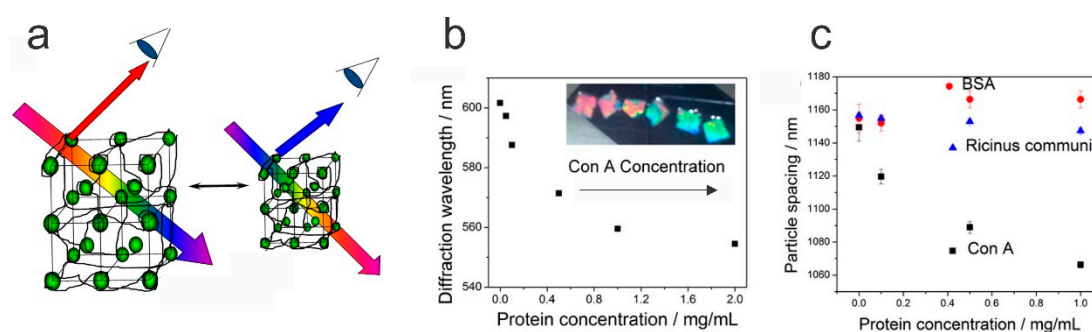 a
b
Diffraction wavelength / nm
600
580
560
540
Con A Concentration
0.0
0.4
0.8
1.2
1.6
2.0
Protein concentration / mg/mL
c
Particle spacing / nm
1180
1160
1140
1120
1100
1080
1060
BSA
Ricinus communi
Con A
0.0
0.2
0.4
0.6
0.8
1.0
Protein concentration / mg/mL